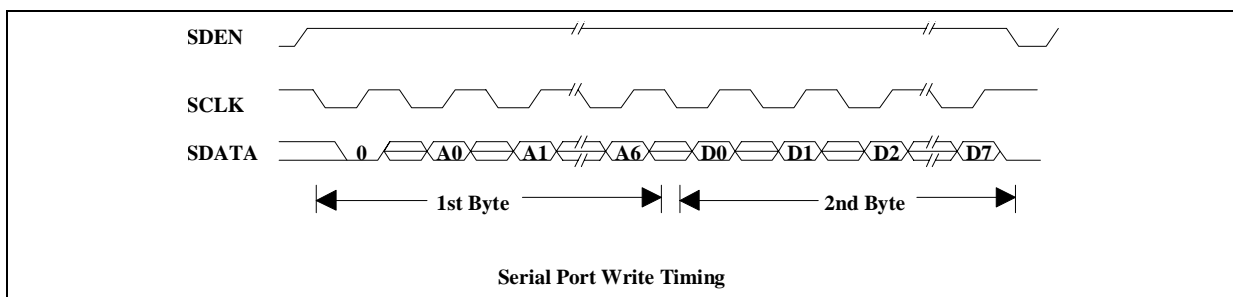 SDEN
SCLK
SDATA 0 A0 A1 A6 D0 D1 D2 D7
1st Byte 2nd Byte
Serial Port Write Timing